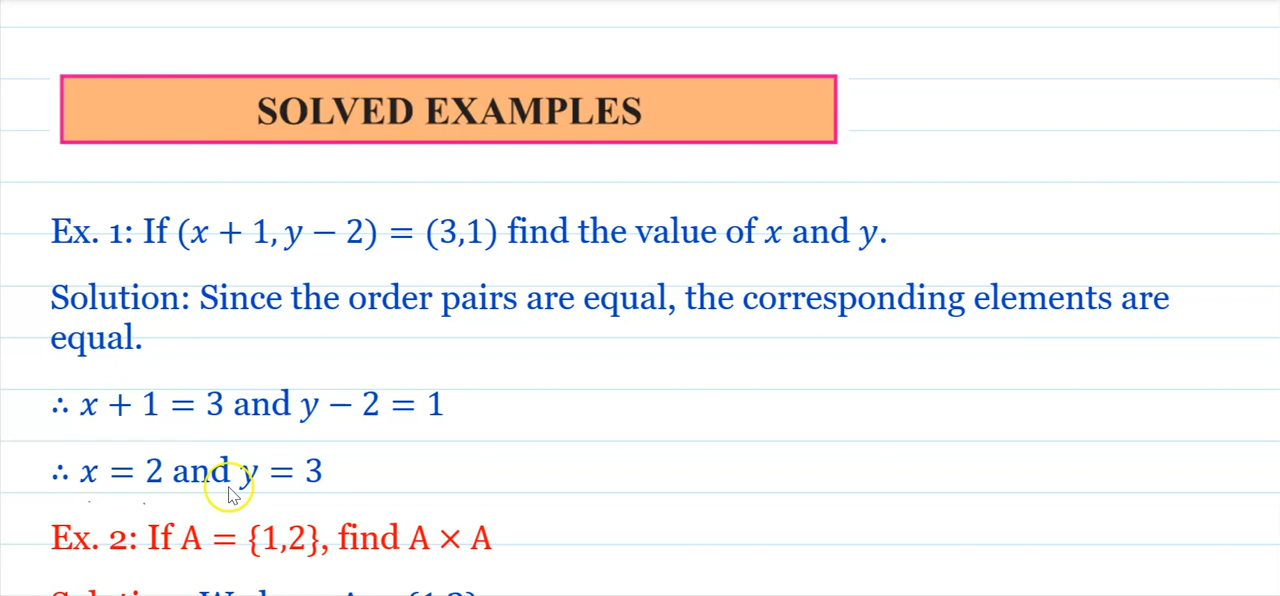 SOLVED EXAMPLES
Ex. 1: If (x + 1, y − 2) = (3,1) find the value of x and y.
Solution: Since the order pairs are equal, the corresponding elements are
equal.
∴ x + 1 = 3 and y − 2 = 1
∴ x = 2 and y = 3
Ex. 2: If A = {1,2}, find A × A